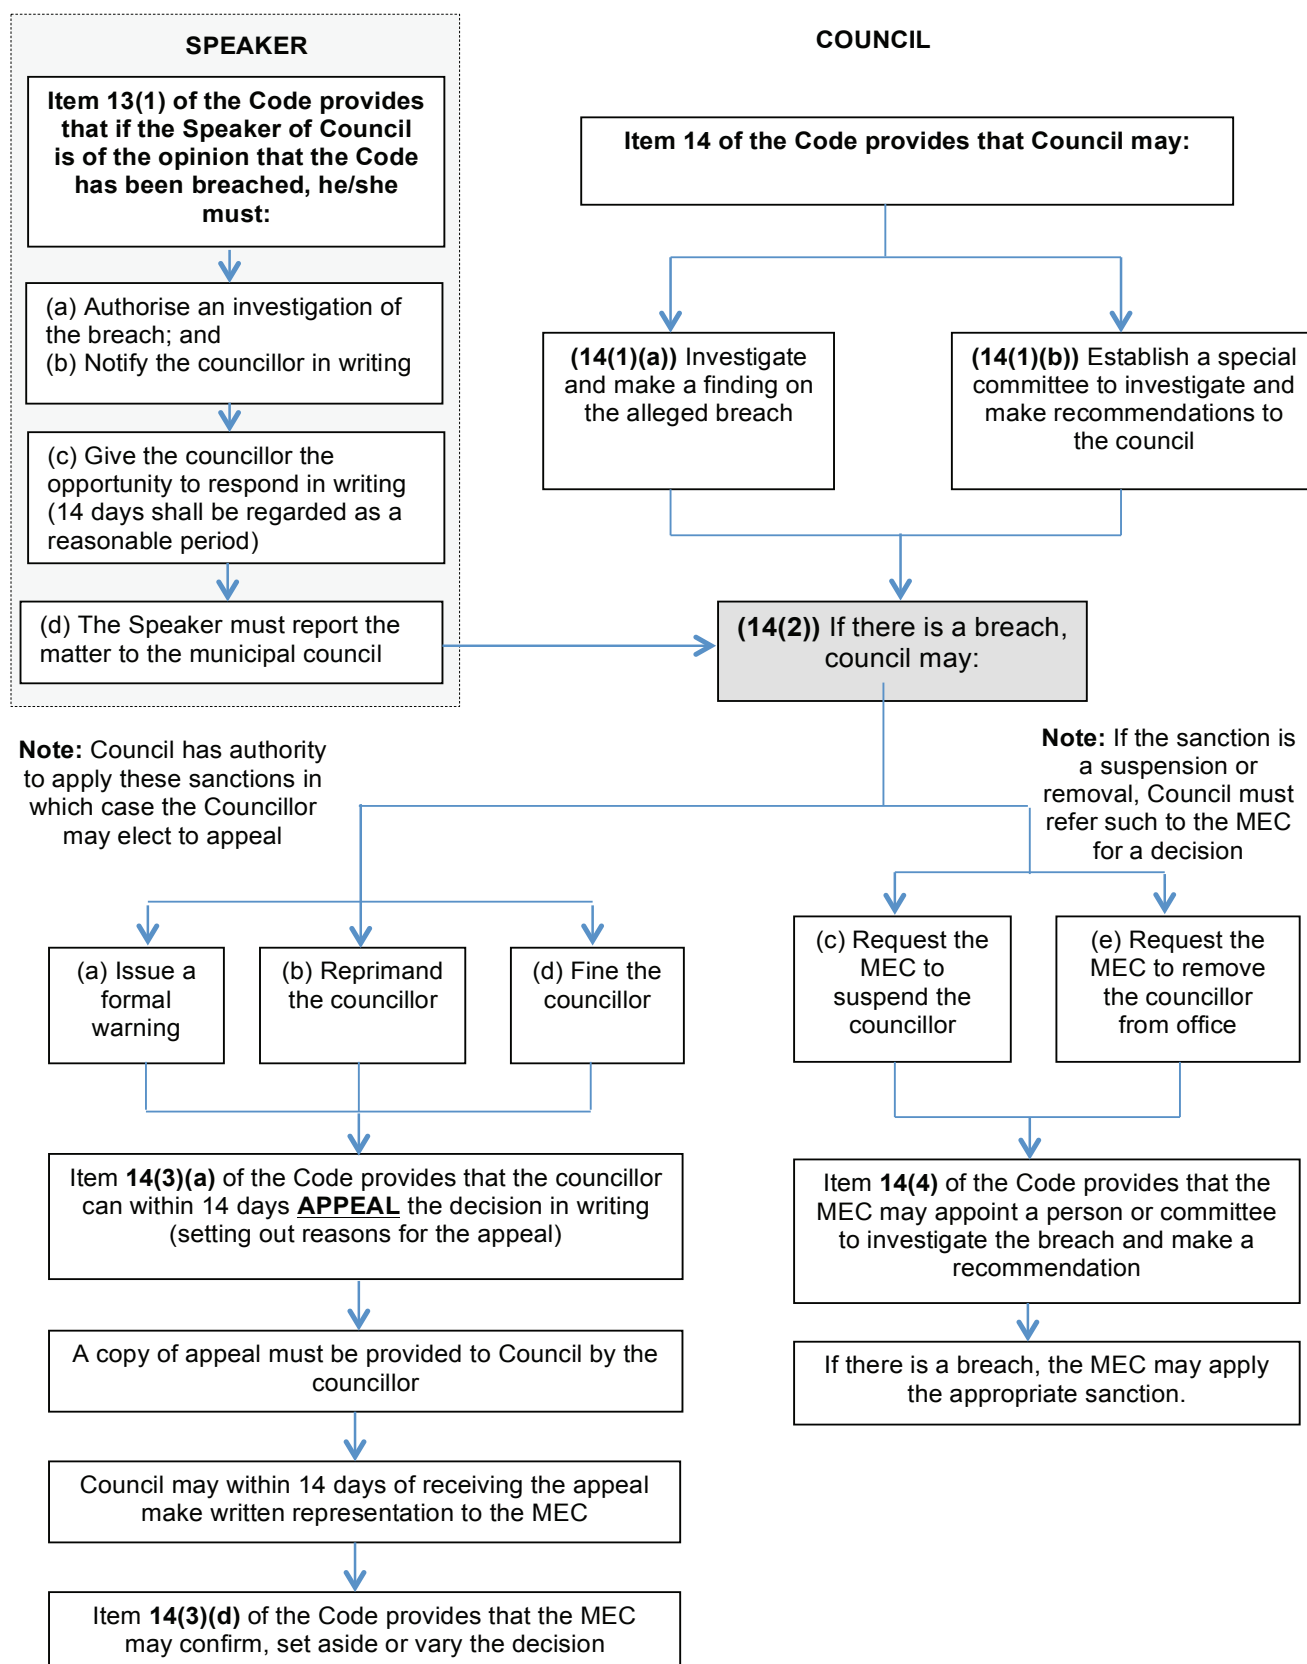 SPEAKER
Item 13(1) of the Code provides
that if the Speaker of Council
is of the opinion that the Code
has been breached, he/she
must:
(a) Authorise an investigation of
the breach; and
(b) Notify the councillor in writing
(c) Give the councillor the
opportunity to respond in writing
(14 days shall be regarded as a
reasonable period)
(d) The Speaker must report the
matter to the municipal council
COUNCIL
Item 14 of the Code provides that Council may:
(14(1)(a)) Investigate
and make a finding on
the alleged breach
(14(1)(b)) Establish a special
committee to investigate and
make recommendations to
the council
(14(2)) If there is a breach,
council may:
Note: Council has authority
to apply these sanctions in
which case the Councillor
may elect to appeal
Note: If the sanction is
a suspension or
removal, Council must
refer such to the MEC
for a decision
(a) Issue a
formal
warning
(b) Reprimand
the councillor
(d) Fine the
councillor
(c) Request the
MEC to
suspend the
councillor
(e) Request the
MEC to remove
the councillor
from office
Item 14(3)(a) of the Code provides that the councillor
can within 14 days APPEAL the decision in writing
(setting out reasons for the appeal)
A copy of appeal must be provided to Council by the
councillor
Council may within 14 days of receiving the appeal
make written representation to the MEC
Item 14(3)(d) of the Code provides that the MEC
may confirm, set aside or vary the decision
Item 14(4) of the Code provides that the
MEC may appoint a person or committee
to investigate the breach and make a
recommendation
If there is a breach, the MEC may apply
the appropriate sanction.